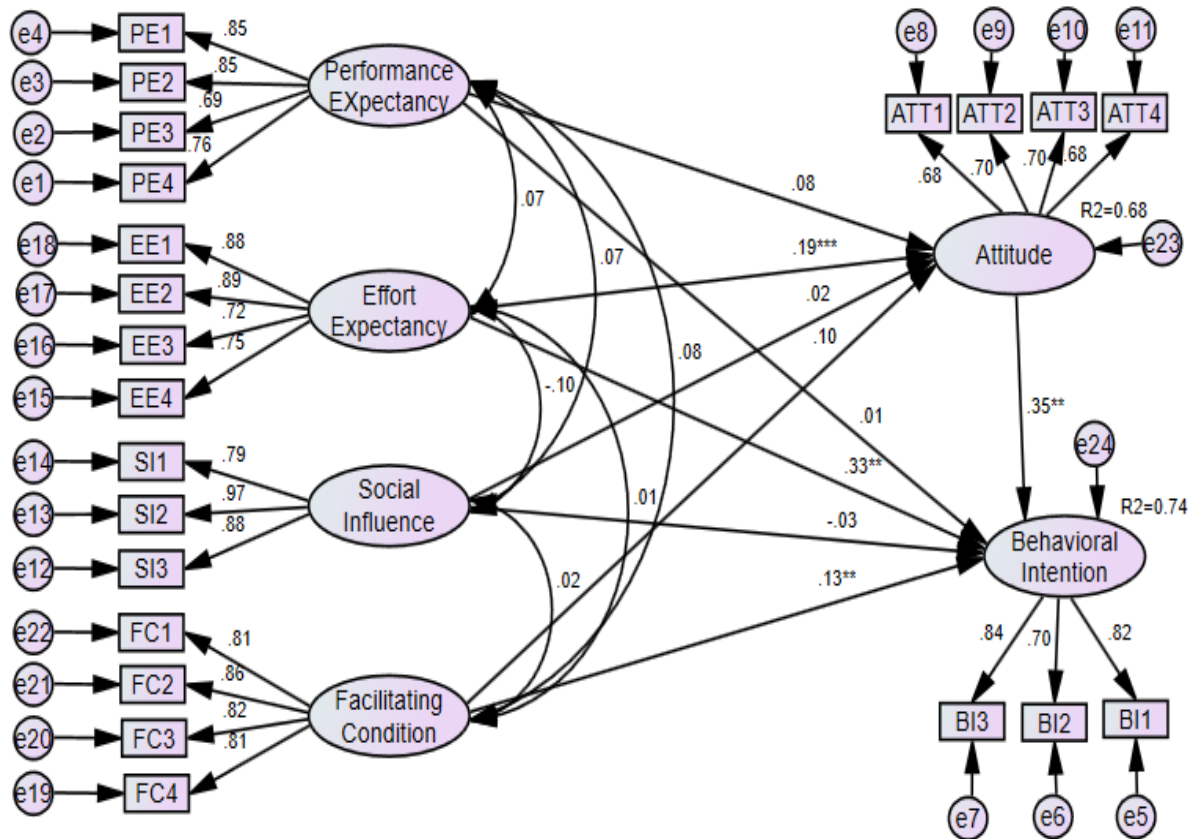 e4
PE1
.85
e3
PE2
.85
e2
PE3
.69
e1
PE4
.76
Performance
EXpectancy
e18
EE1
.88
e17
EE2
.89
e16
EE3
.72
e15
EE4
.75
Effort
Expectancy
e14
SI1
.79
e13
SI2
.97
e12
SI3
.88
Social
Influence
e22
FC1
.81
e21
FC2
.86
e20
FC3
.82
e19
FC4
.81
Facilitating
Condition
.07
.07
.08
-.10
.01
.02
.08
.19***
.02
.10
.01
.33**
-.03
.13**
e8
e9
e10
e11
ATT1
ATT2
ATT3
ATT4
.68
.70
.70
.68
R2=0.68
Attitude
e23
.35**
e24
R2=0.74
Behavioral
Intention
.84
.70
.82
BI3
BI2
BI1
e7
e6
e5